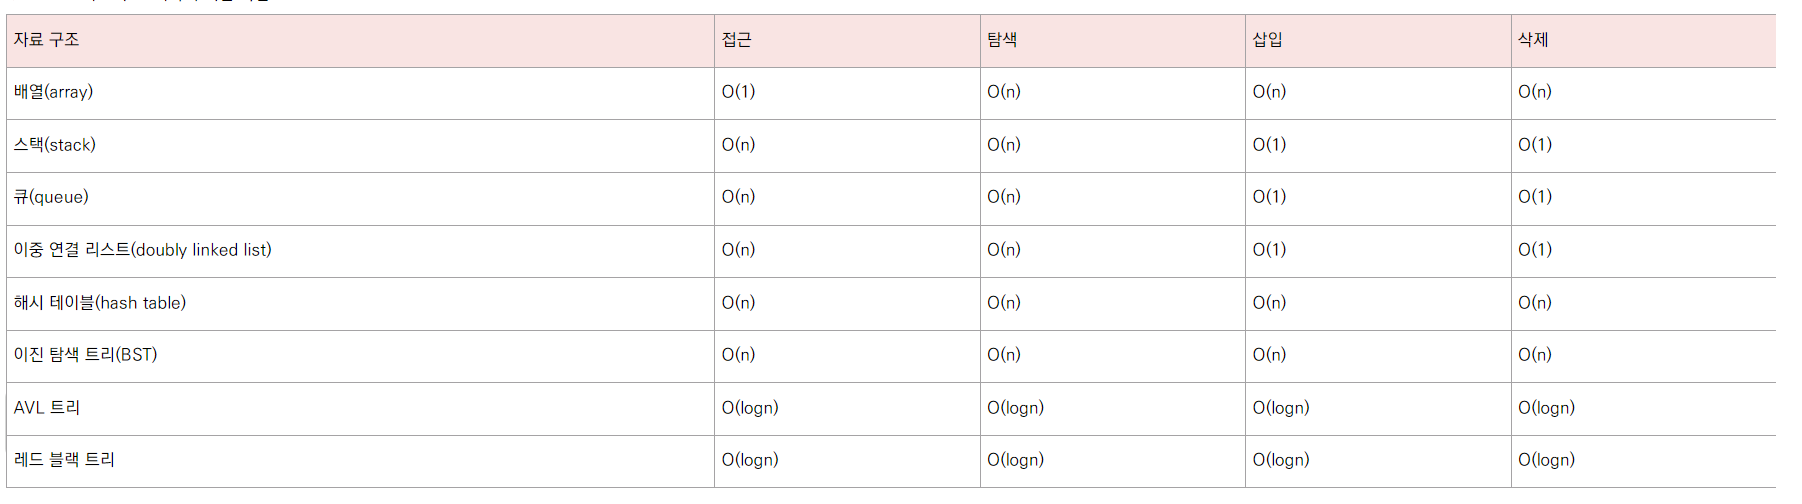 자료 구조 접근 탐색 삽입 삭제
배열(array) O(1) O(n) O(n) O(n)
스택(stack) O(n) O(n) O(1) O(1)
큐(queue) O(n) O(n) O(1) O(1)
이중 연결 리스트(doubly linked list) O(n) O(n) O(1) O(1)
해시 테이블(hash table) O(n) O(n) O(n) O(n)
이진 탐색 트리(BST) O(n) O(n) O(n) O(n)
AVL 트리 O(logn) O(logn) O(logn) O(logn)
레드 블랙 트리 O(logn) O(logn) O(logn) O(logn)